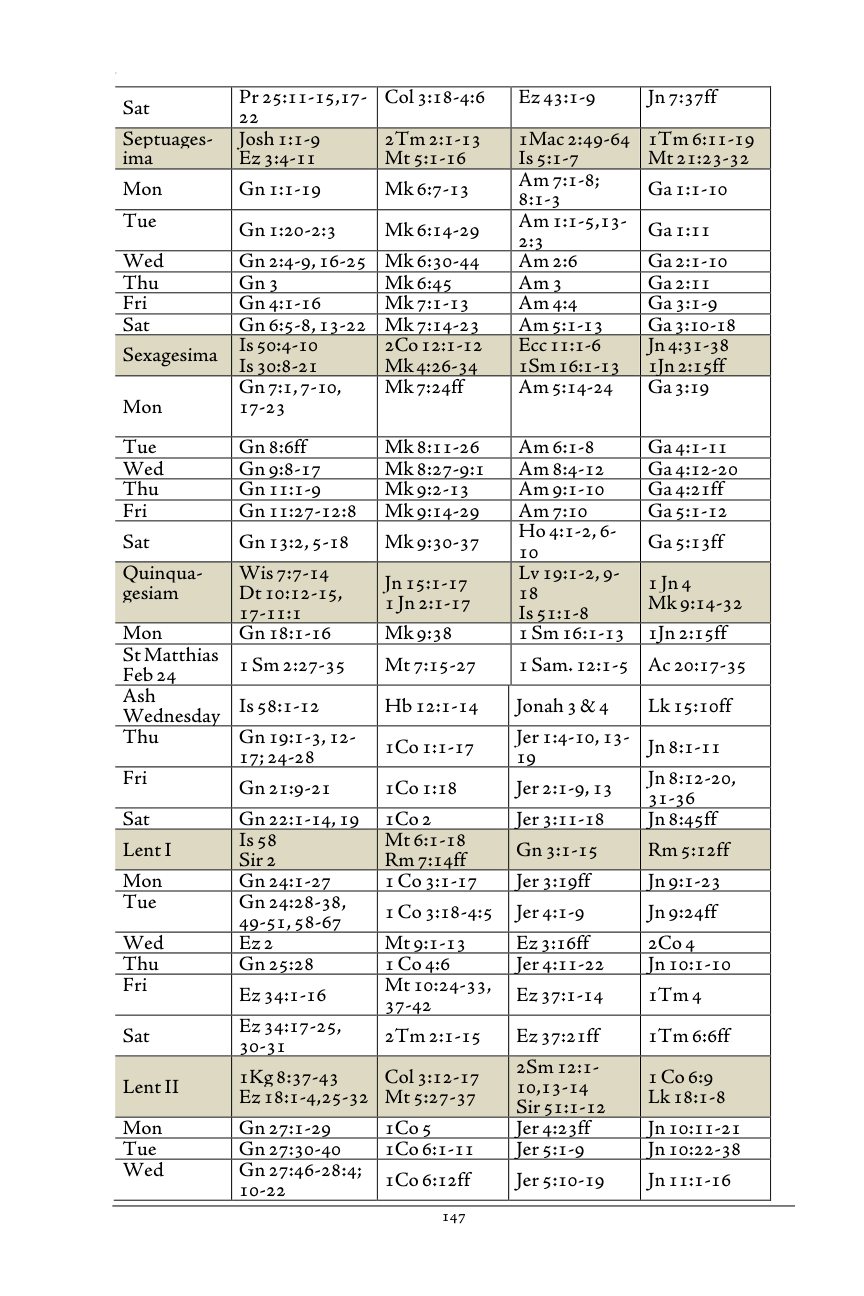 Sat
Pr 25:11-15,17-
22
Col 3:18-4:6
Ez 43:1-9
Jn 7:37ff
Septuages-
ima
Josh 1:1-9
Ez 3:4-11
2Tm 2:1-13
Mt 5:1-16
1Mac 2:49-64
Is 5:1-7
1Tm 6:11-19
Mt 21:23-32
Mon
Gn 1:1-19
Mk 6:7-13
Am 7:1-8;
8:1-3
Ga 1:1-10
Tue
Gn 1:20-2:3
Mk 6:14-29
Am 1:1-5,13-
2:3
Ga 1:11
Wed
Gn 2:4-9, 16-25
Mk 6:30-44
Am 2:6
Ga 2:1-10
Thu
Gn 3
Mk 6:45
Am 3
Ga 2:11
Fri
Gn 4:1-16
Mk 7:1-13
Am 4:4
Ga 3:1-9
Sat
Gn 6:5-8, 13-22
Mk 7:14-23
Am 5:1-13
Ga 3:10-18
Sexagesima
Is 50:4-10
Is 30:8-21
2Co 12:1-12
Mk 4:26-34
Ecc 11:1-6
1Sm 16:1-13
Jn 4:31-38
1Jn 2:15ff
Mon
Gn 7:1, 7-10,
17-23
Mk 7:24ff
Am 5:14-24
Ga 3:19
Tue
Gn 8:6ff
Mk 8:11-26
Am 6:1-8
Ga 4:1-11
Wed
Gn 9:8-17
Mk 8:27-9:1
Am 8:4-12
Ga 4:12-20
Thu
Gn 11:1-9
Mk 9:2-13
Am 9:1-10
Ga 4:21ff
Fri
Gn 11:27-12:8
Mk 9:14-29
Am 7:10
Ga 5:1-12
Sat
Gn 13:2, 5-18
Mk 9:30-37
Ho 4:1-2, 6-
10
Ga 5:13ff
Quinqua-
gesiam
Wis 7:7-14
Dt 10:12-15,
17-11:1
Jn 15:1-17
1 Jn 2:1-17
Lv 19:1-2, 9-
18
Is 51:1-8
1 Jn 4
Mk 9:14-32
Mon
Gn 18:1-16
Mk 9:38
1 Sm 16:1-13
1Jn 2:15ff
St Matthias
Feb 24
1 Sm 2:27-35
Mt 7:15-27
1 Sam. 12:1-5
Ac 20:17-35
Ash
Wednesday
Is 58:1-12
Hb 12:1-14
Jonah 3 & 4
Lk 15:10ff
Thu
Gn 19:1-3, 12-
17; 24-28
1Co 1:1-17
Jer 1:4-10, 13-
19
Jn 8:1-11
Fri
Gn 21:9-21
1Co 1:18
Jer 2:1-9, 13
Jn 8:12-20,
31-36
Sat
Gn 22:1-14, 19
1Co 2
Jer 3:11-18
Jn 8:45ff
Lent I
Is 58
Sir 2
Mt 6:1-18
Rm 7:14ff
Gn 3:1-15
Rm 5:12ff
Mon
Gn 24:1-27
1 Co 3:1-17
Jer 3:19ff
Jn 9:1-23
Tue
Gn 24:28-38,
49-51, 58-67
1 Co 3:18-4:5
Jer 4:1-9
Jn 9:24ff
Wed
Ez 2
Mt 9:1-13
Ez 3:16ff
2Co 4
Thu
Gn 25:28
1 Co 4:6
Jer 4:11-22
Jn 10:1-10
Fri
Ez 34:1-16
Mt 10:24-33,
37-42
Ez 37:1-14
1Tm 4
Sat
Ez 34:17-25,
30-31
2Tm 2:1-15
Ez 37:21ff
1Tm 6:6ff
Lent II
1Kg 8:37-43
Ez 18:1-4,25-32
Col 3:12-17
Mt 5:27-37
2Sm 12:1-
10,13-14
Sir 51:1-12
1 Co 6:9
Lk 18:1-8
Mon
Gn 27:1-29
1Co 5
Jer 4:23ff
Jn 10:11-21
Tue
Gn 27:30-40
1Co 6:1-11
Jer 5:1-9
Jn 10:22-38
Wed
Gn 27:46-28:4;
10-22
1Co 6:12ff
Jer 5:10-19
Jn 11:1-16
147